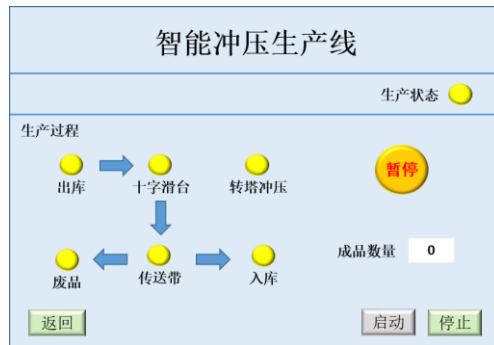 智能冲压生产线
生产状态
生产过程
暂停
出库 十字滑台 转塔冲压
成品数量 0
废品 传送带 入库
返回 启动 停止